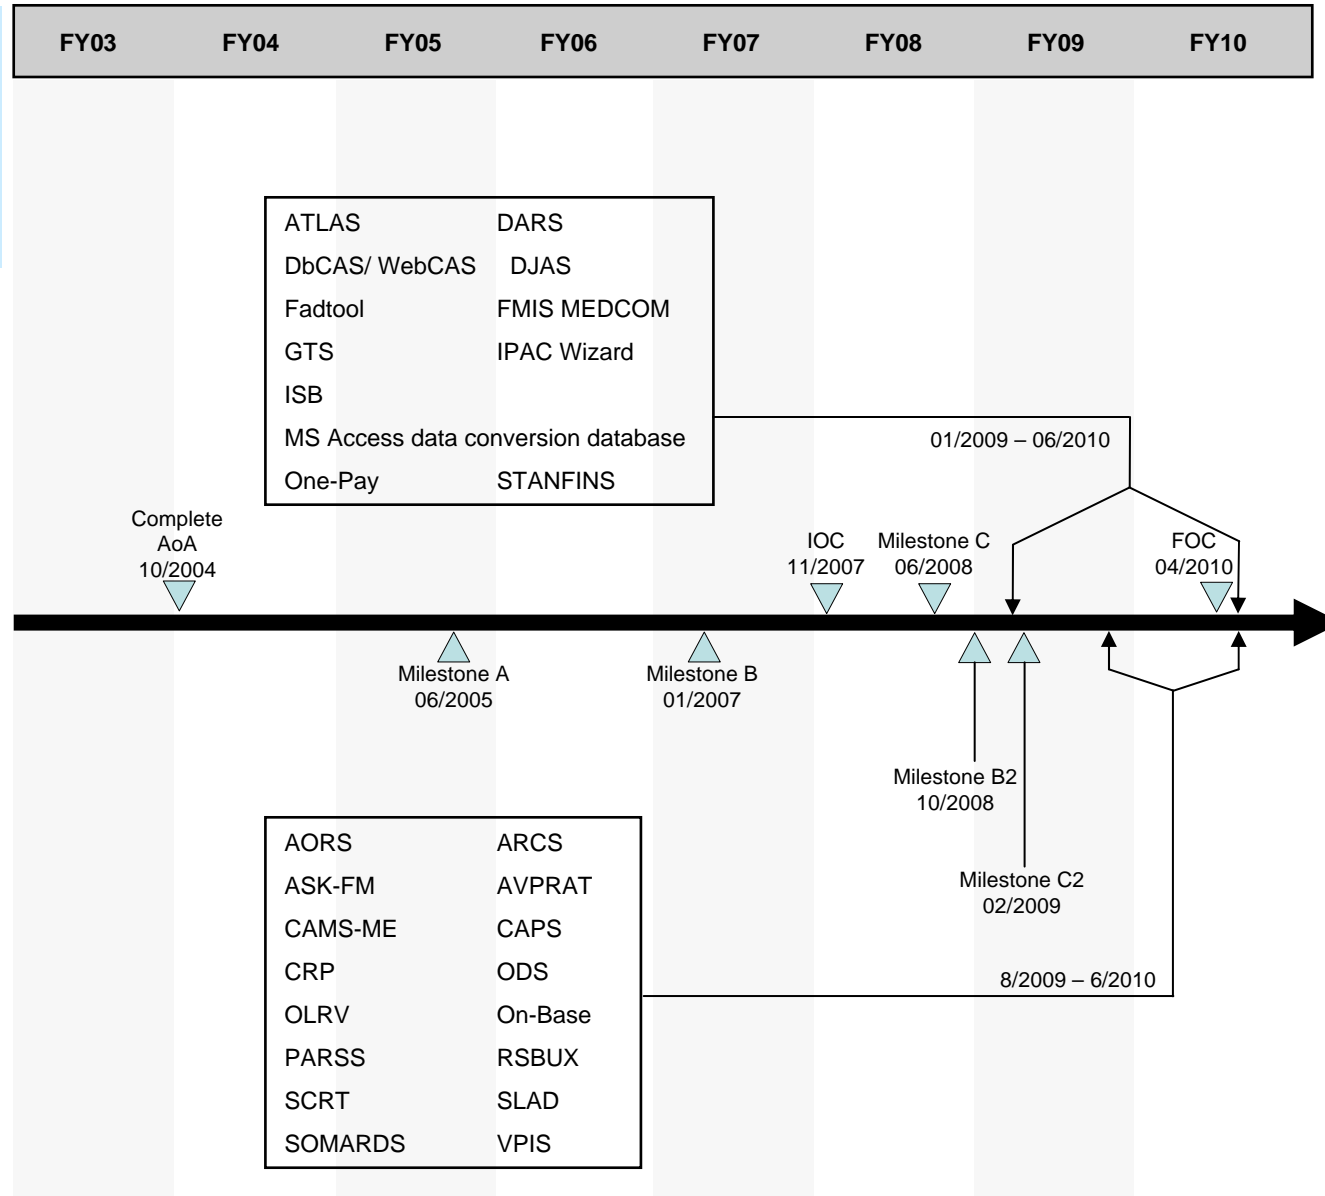 FY03 FY04 FY05 FY06 FY07 FY08 FY09 FY10
ATLAS DARS
DbCAS/ WebCAS DJAS
Fadtool FMIS MEDCOM
GTS IPAC Wizard
ISB
MS Access data conversion database
One-Pay STANFINS
01/2009 – 06/2010
Complete
AoA
10/2004
IOC
11/2007
Milestone C
06/2008
FOC
04/2010
Milestone A
06/2005
Milestone B
01/2007
Milestone B2
10/2008
Milestone C2
02/2009
AORS ARCS
ASK-FM AVPRAT
CAMS-ME CAPS
CRP ODS
OLRV On-Base
PARSS RSBUX
SCRT SLAD
SOMARDS VPIS
8/2009 – 6/2010